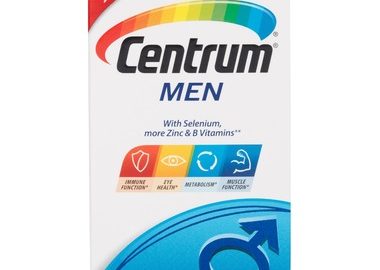 Centrum®
MEN
With Selenium,
more Zinc & B Vitamins**
IMMUNE
FUNCTION*
EYE
HEALTH*
METABOLISM*
MUSCLE
FUNCTION*